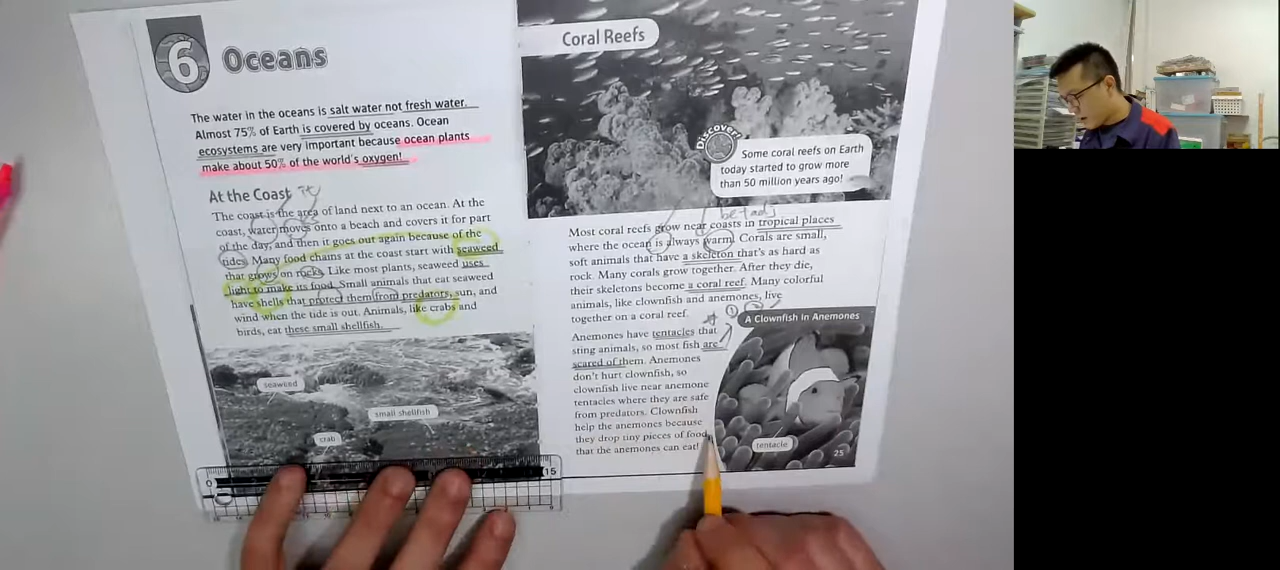 6 Oceans
The water in the oceans is salt water not fresh water.
Almost 75% of Earth is covered by oceans. Ocean
ecosystems are very important because ocean plants
make about 50% of the world's oxygen!
At the Coast
The coast is the area of land next to an ocean. At the
coast, water moves onto a beach and covers it for part
of the day, and then it goes out again because of the
tides. Many food chains at the coast start with seaweed
that grows on rocks. Like most plants, seaweed uses
light to make its food. Small animals that eat seaweed
have shells that protect them from predators, sun, and
wind when the tide is out. Animals, like crabs and
birds, eat these small shellfish.
seaweed
small shellfish
crab
0
15
Coral Reefs
Discover!
Some coral reefs on Earth
today started to grow more
than 50 million years ago!
be + adj
Most coral reefs grow near coasts in tropical places
where the ocean is always warm. Corals are small,
soft animals that have a skeleton that's as hard as
rock. Many corals grow together. After they die,
their skeletons become a coral reef. Many colorful
animals, like clownfish and anemones, live
together on a coral reef.
① ②
Anemones have tentacles that
sting animals, so most fish are
scared of them. Anemones
don't hurt clownfish, so
clownfish live near anemone
tentacles where they are safe
from predators. Clownfish
help the anemones because
they drop tiny pieces of food
that the anemones can eat!
A Clownfish in Anemones
tentacle
25